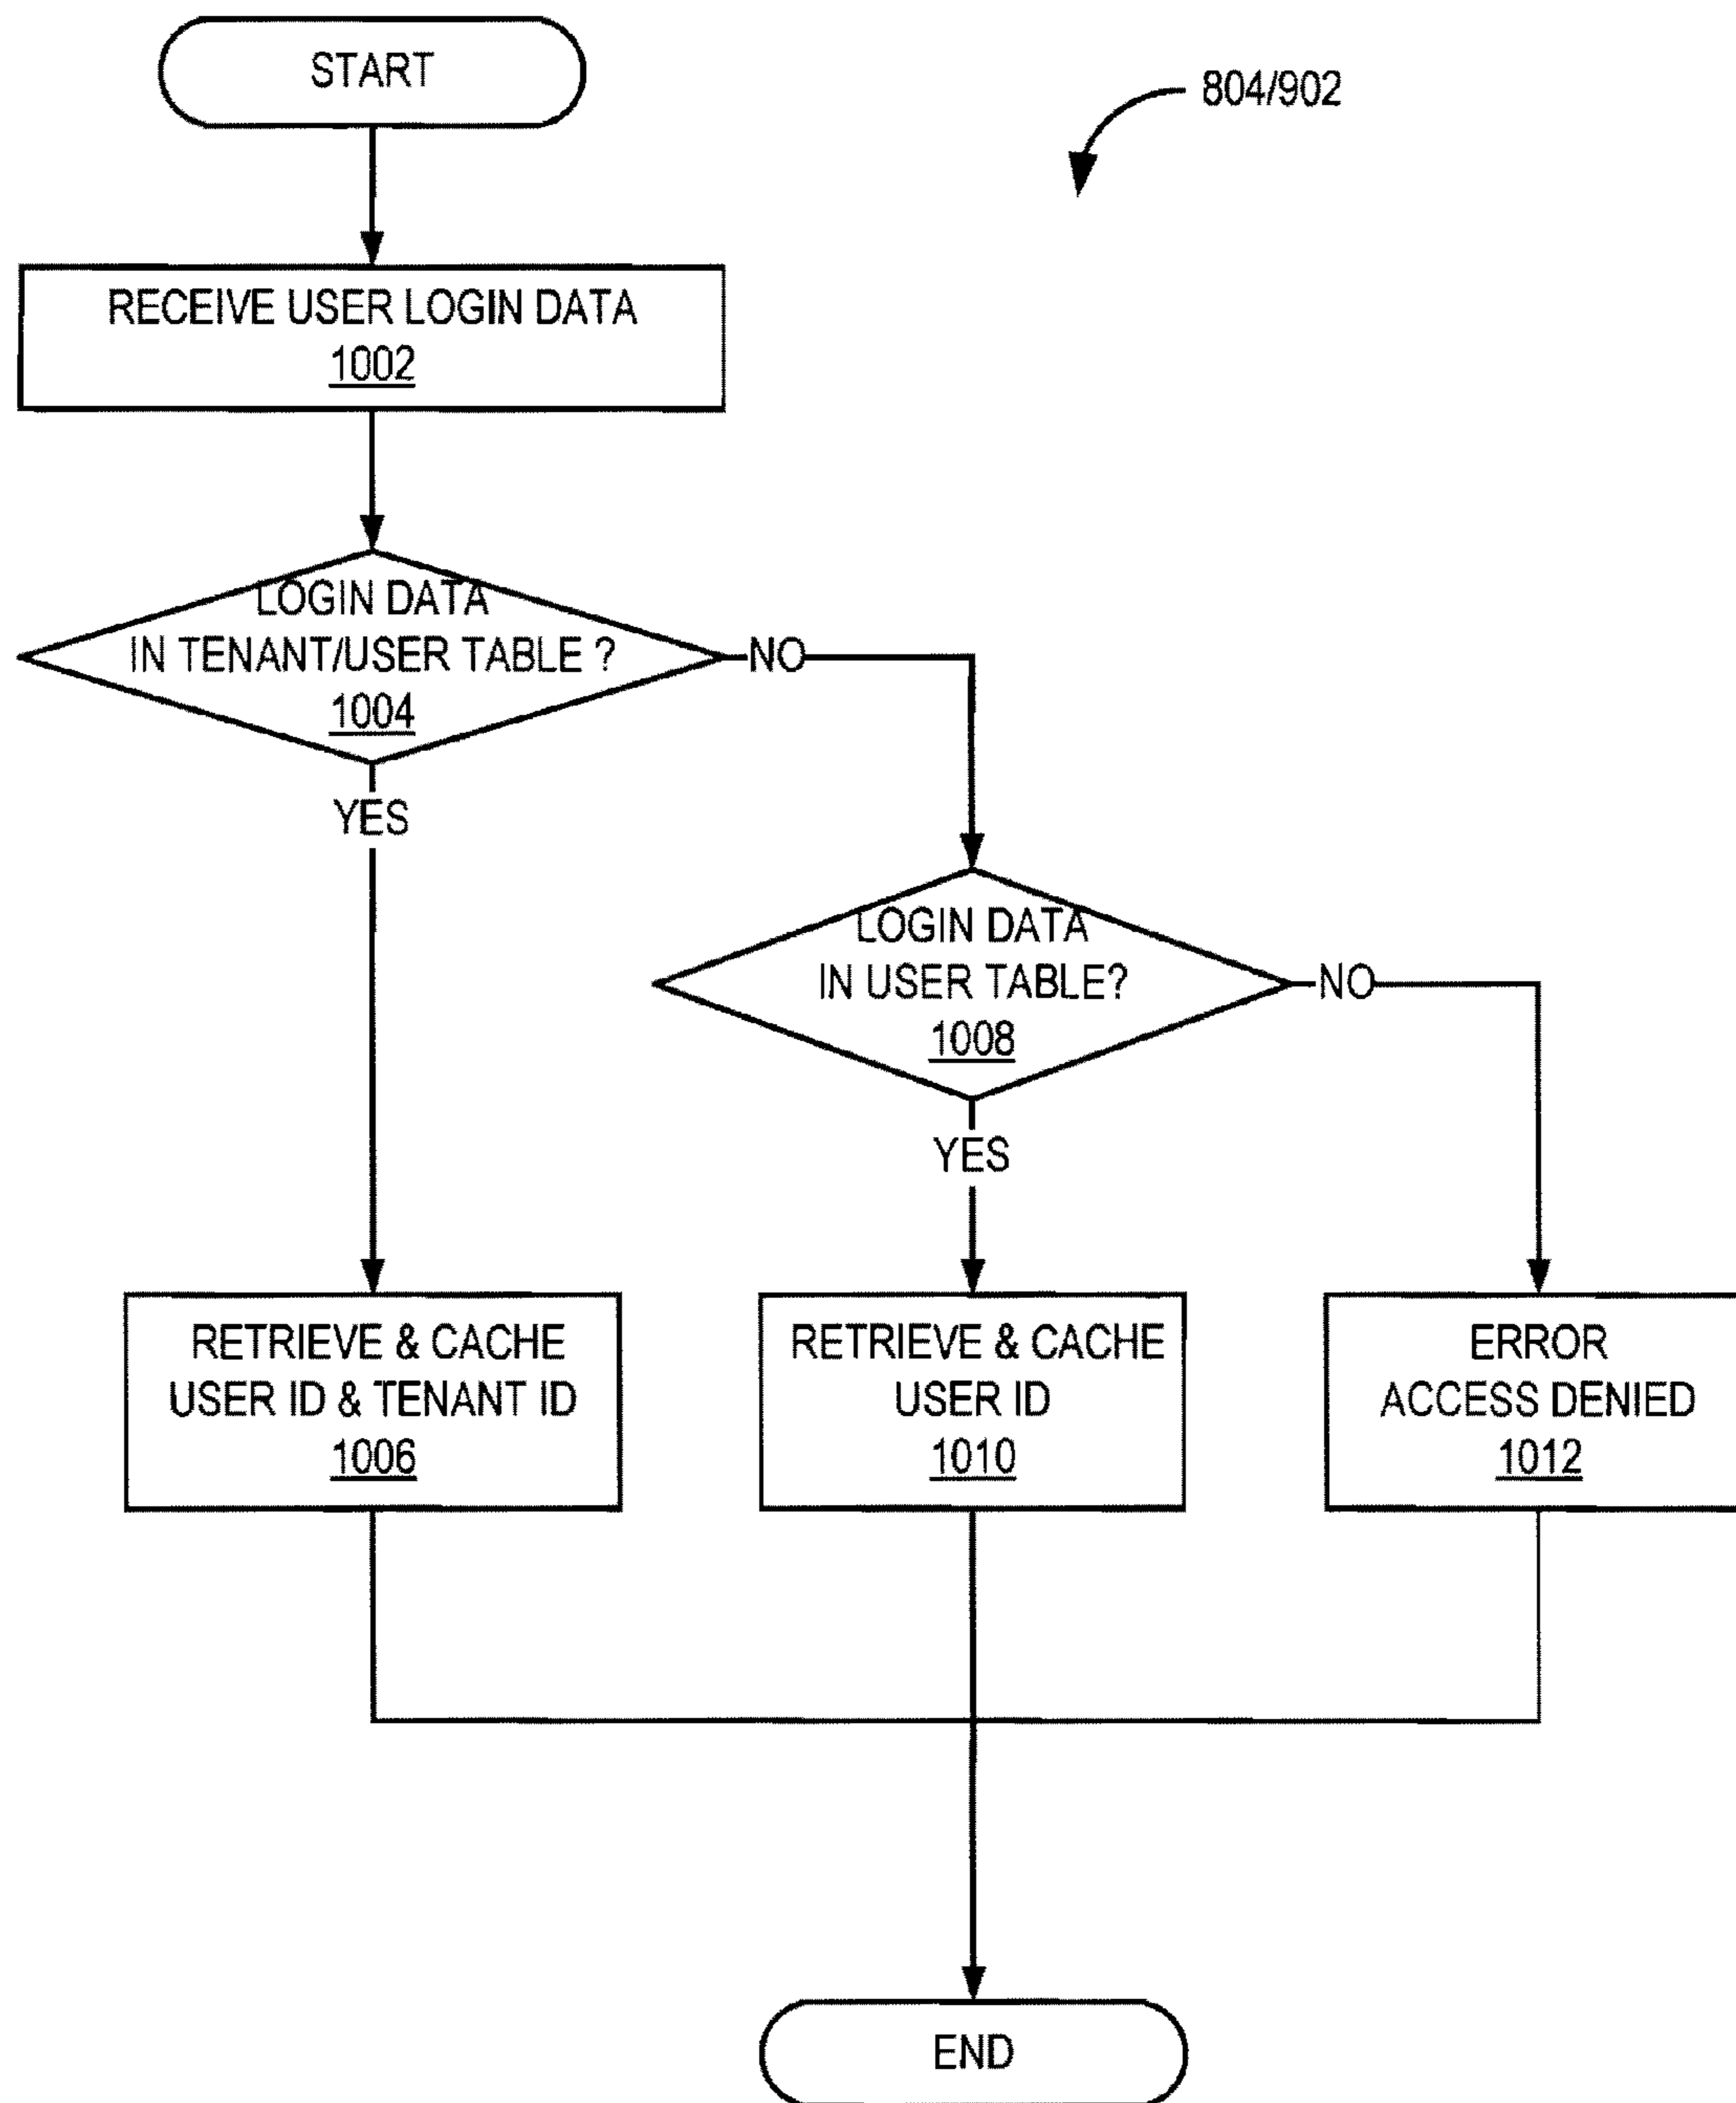 START
804/902
RECEIVE USER LOGIN DATA
1002
LOGIN DATA
IN TENANT/USER TABLE ?
1004
NO
YES
LOGIN DATA
IN USER TABLE?
1008
NO
YES
RETRIEVE & CACHE
USER ID & TENANT ID
1006
RETRIEVE & CACHE
USER ID
1010
ERROR
ACCESS DENIED
1012
END